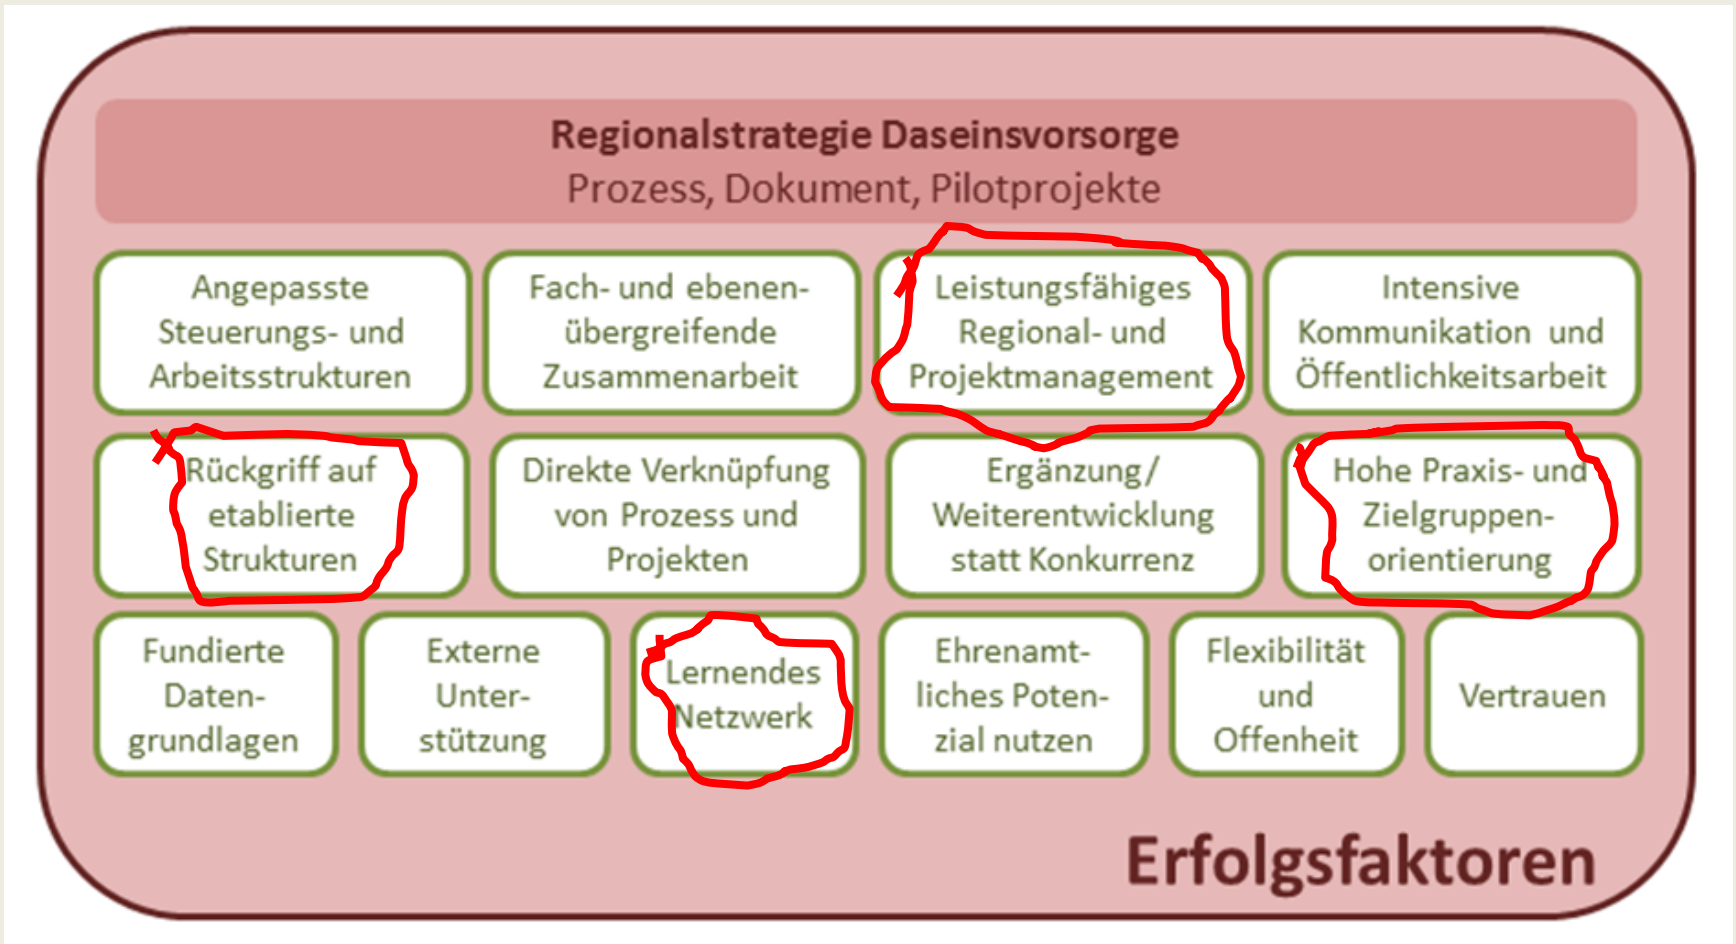 Regionalstrategie Daseinsvorsorge
Prozess, Dokument, Pilotprojekte
Angepasste
Steuerungs- und
Arbeitsstrukturen
Fach- und ebenen-
übergreifende
Zusammenarbeit
Leistungsfähiges
Regional- und
Projektmanagement
Intensive
Kommunikation und
Öffentlichkeitsarbeit
Rückgriff auf
etablierte
Strukturen
Direkte Verknüpfung
von Prozess und
Projekten
Ergänzung/
Weiterentwicklung
statt Konkurrenz
Hohe Praxis- und
Zielgruppen-
orientierung
Fundierte
Daten-
grundlagen
Externe
Unter-
stützung
Lernendes
Netzwerk
Ehrenamt-
liches Poten-
zial nutzen
Flexibilität
und
Offenheit
Vertrauen
Erfolgsfaktoren